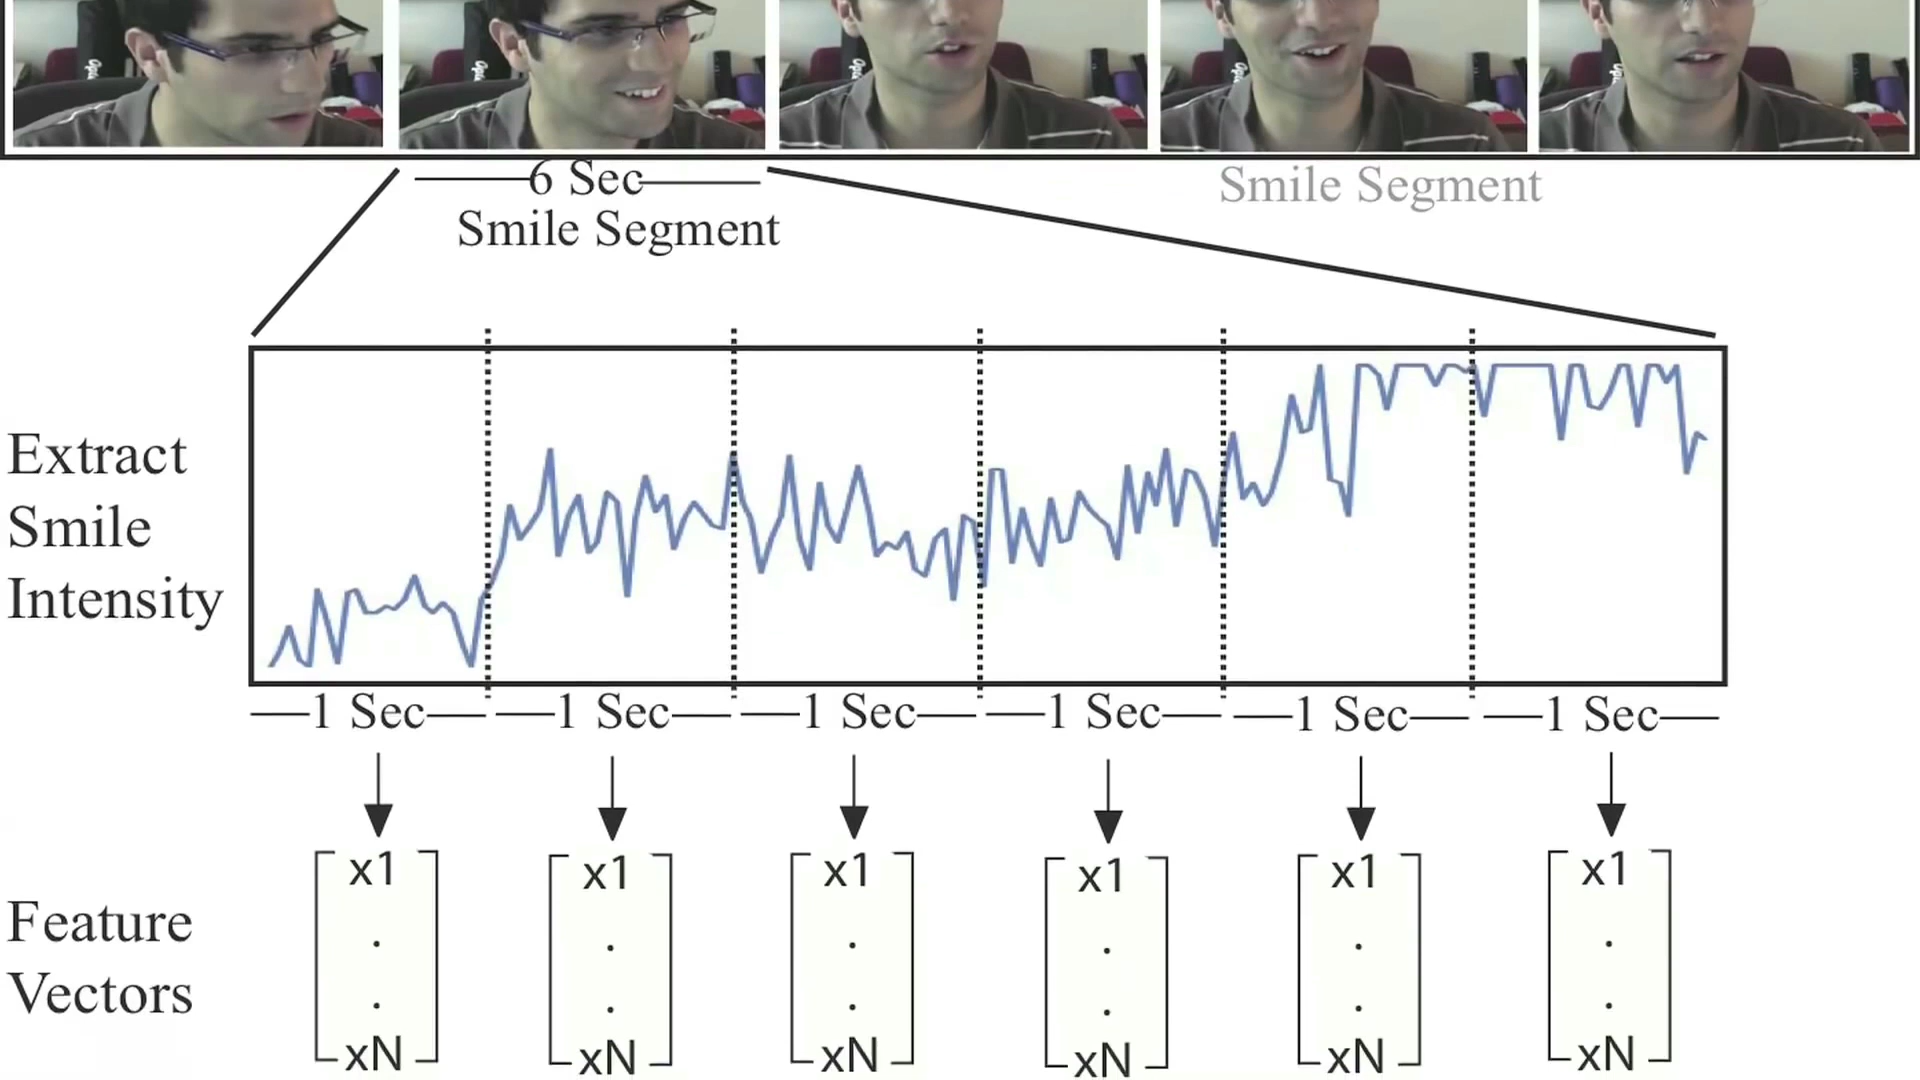 6 Sec
Smile Segment
Smile Segment
Extract
Smile
Intensity
1 Sec 1 Sec 1 Sec 1 Sec 1 Sec 1 Sec
x1 x1 x1 x1 x1 x1
. . . . . .
Feature
Vectors
. . . . . .
xN xN xN xN xN xN